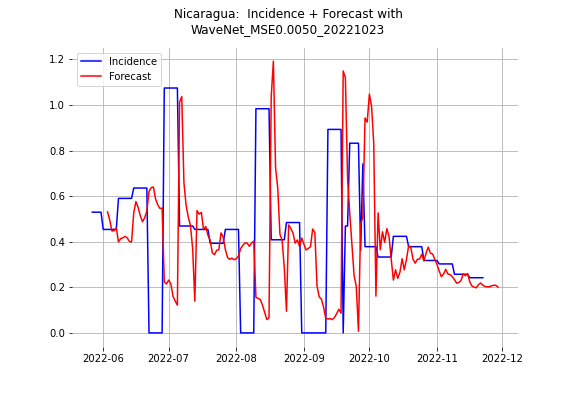 Nicaragua:  Incidence + Forecast with
WaveNet_MSE0.0050_20221023
Incidence
Forecast
1.2
1.0
0.8
0.6
0.4
0.2
0.0
2022-06 2022-07 2022-08 2022-09 2022-10 2022-11 2022-12